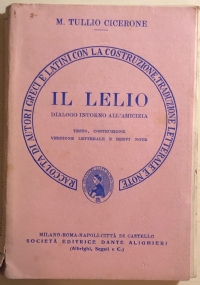 M. TULLIO CICERONE
RACCOLTA DI AUTORI GRECI E LATINI CON LA COSTRUZIONE, TRADUZIONE LETTERALE E NOTE
IL LELIO
DIALOGO INTORNO ALL'AMICIZIA
TESTO, COSTRUZIONE
VERSIONE LETTERALE E BREVI NOTE
MILANO-ROMA-NAPOLI-CITTÀ DI CASTELLO
SOCIETÀ EDITRICE DANTE ALIGHIERI
(Albrighi, Segati e C.)